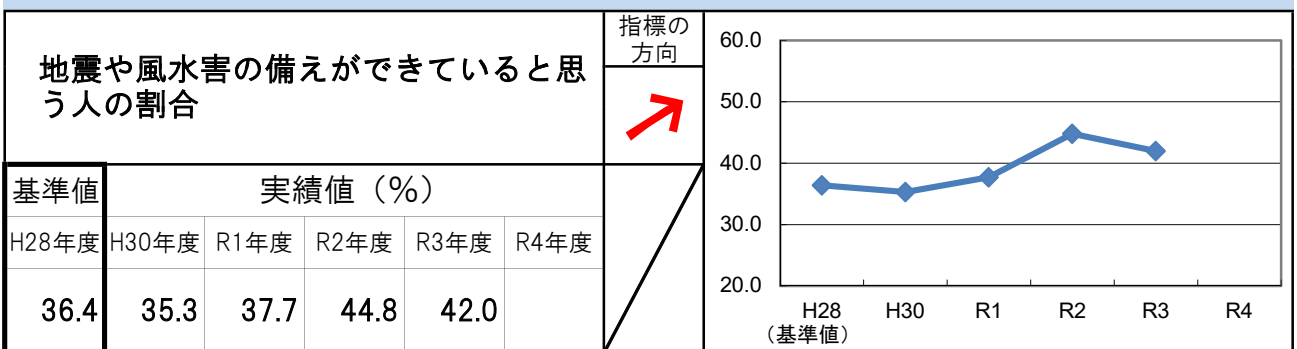 地震や風水害の備えができていると思
う人の割合
指標の
方向
基準値
実績値（%）
H28年度 H30年度 R1年度 R2年度 R3年度 R4年度
36.4 35.3 37.7 44.8 42.0
60.0
50.0
40.0
30.0
20.0
H28 H30 R1 R2 R3 R4
（基準値）